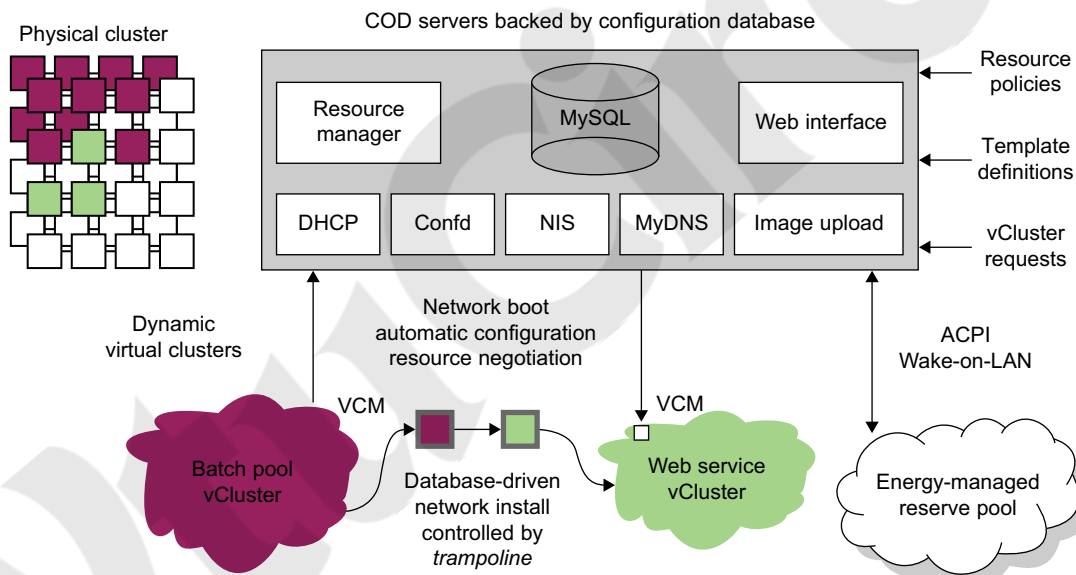 COD servers backed by configuration database
Physical cluster
Resource
manager
MySQL
Web interface
DHCP
Confd
NIS
MyDNS
Image upload
Resource
policies
Template
definitions
vCluster
requests
Dynamic
virtual clusters
Network boot
automatic configuration
resource negotiation
ACPI
Wake-on-LAN
VCM
VCM
Batch pool
vCluster
Database-driven
network install
controlled by
trampoline
Web service
vCluster
Energy-managed
reserve pool